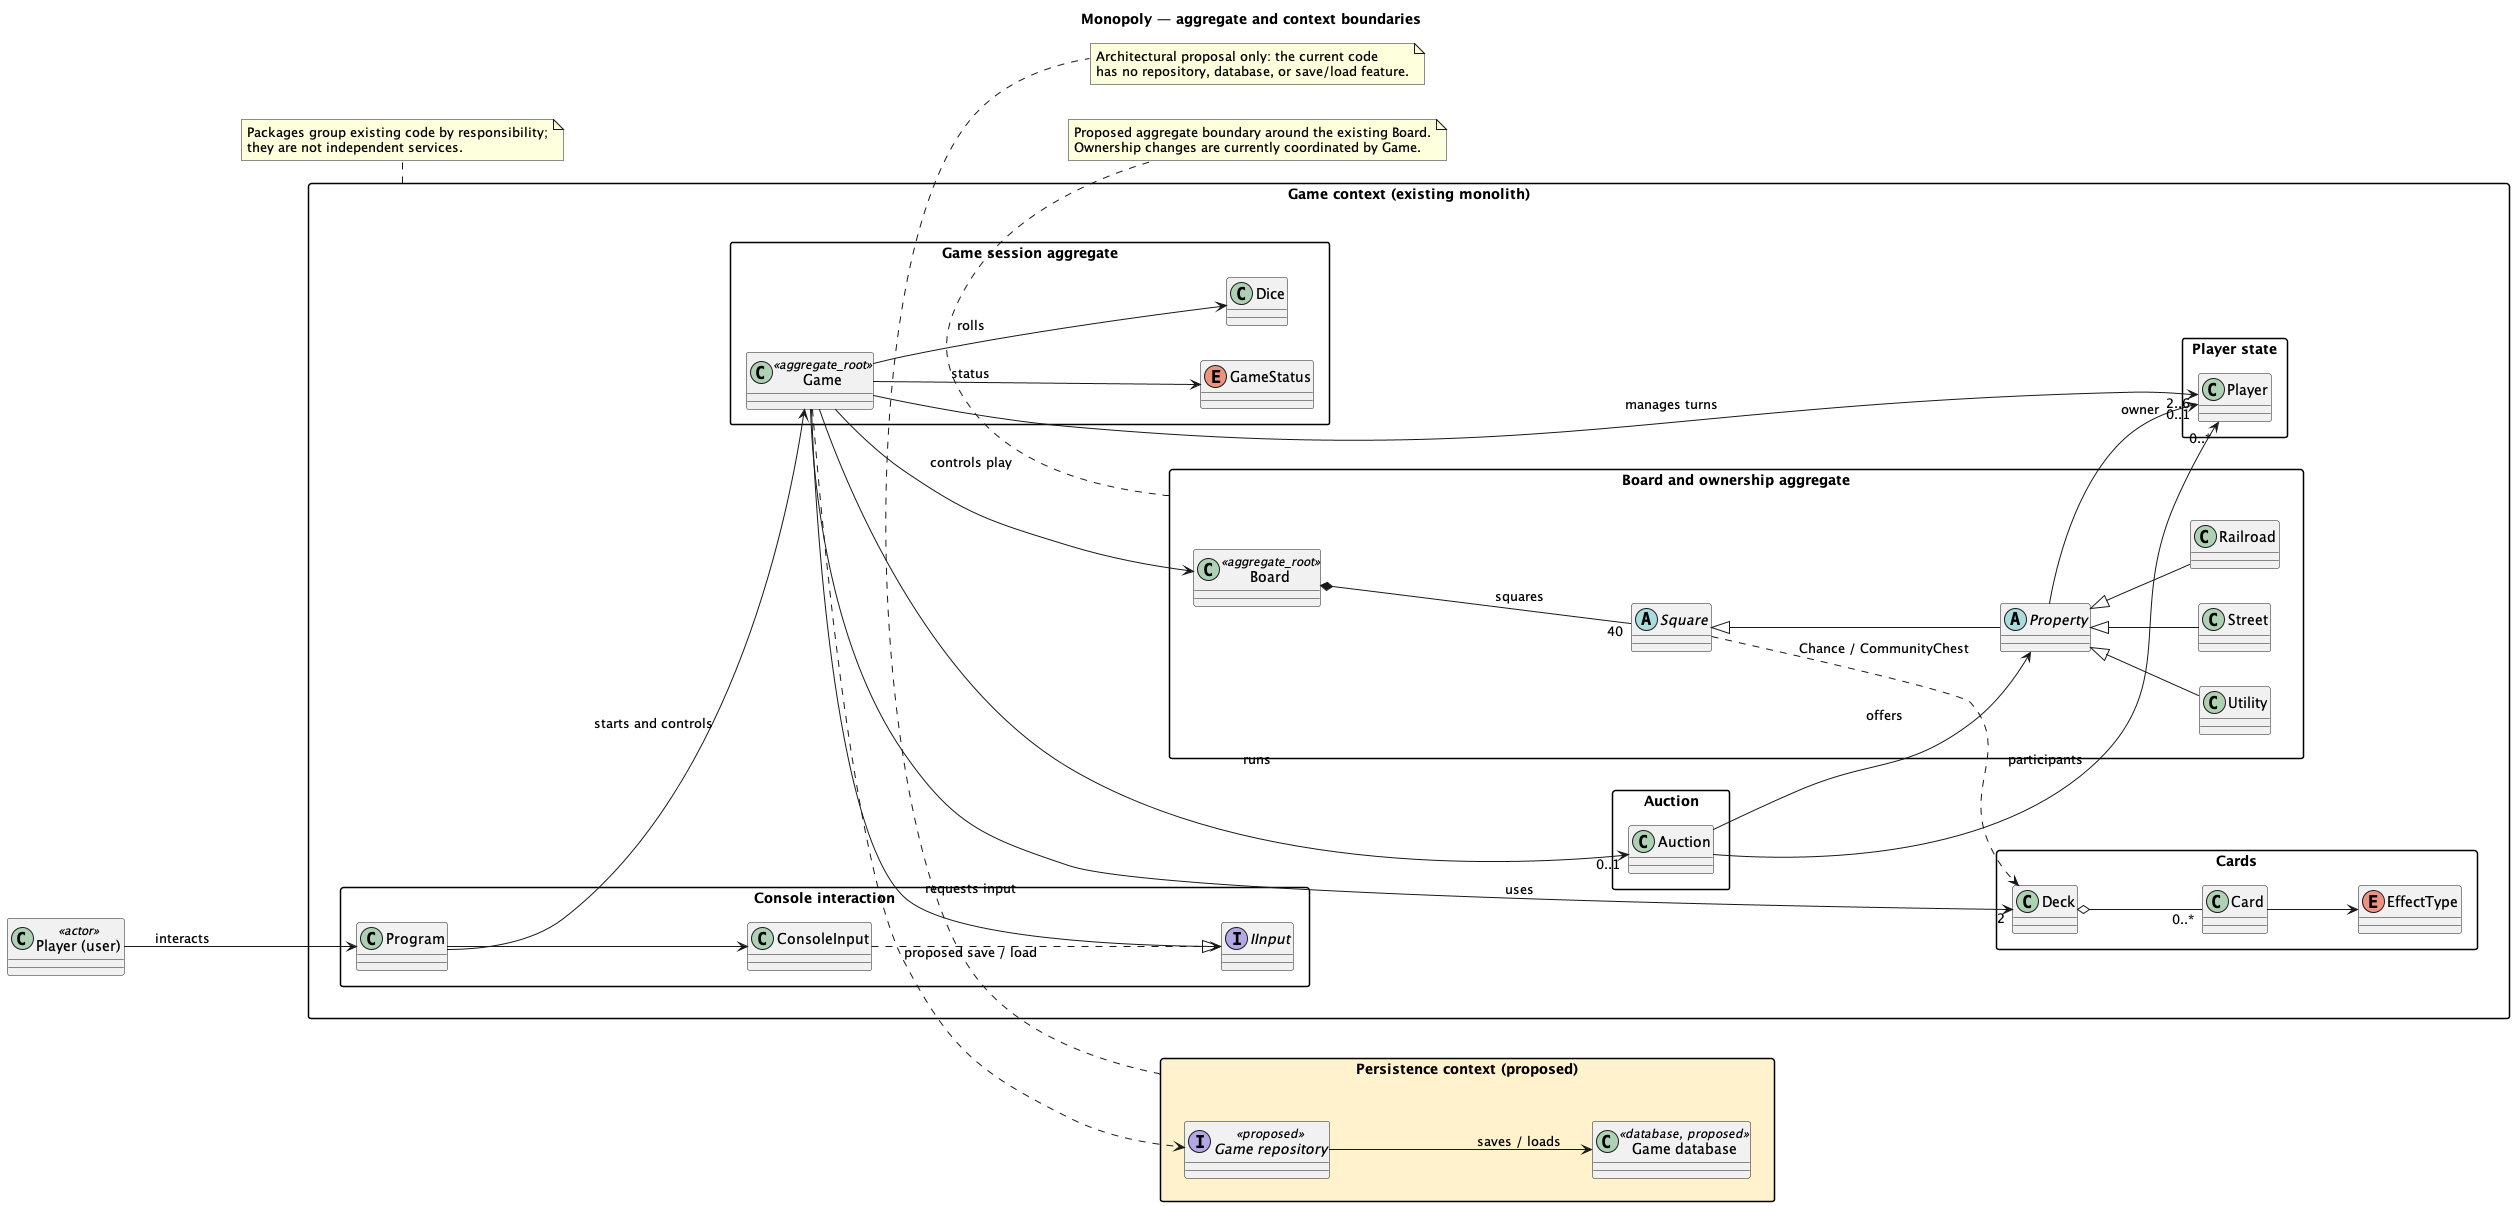 Monopoly — aggregate and context boundaries
Architectural proposal only: the current code
has no repository, database, or save/load feature.
Packages group existing code by responsibility;
they are not independent services.
Proposed aggregate boundary around the existing Board.
Ownership changes are currently coordinated by Game.
Game context (existing monolith)
Game session aggregate
C Dice
rolls
C «aggregate_root»
Game
status
E GameStatus
Player state
C Player
manages turns
2..6
owner
0..1
0..*
controls play
Board and ownership aggregate
C «aggregate_root»
Board
squares
40
A Square
Chance / CommunityChest
A Property
C Railroad
C Street
C Utility
offers
starts and controls
runs
participants
Auction
C Auction
0..1
Cards
uses
C Deck
2
0..*
C Card
E EffectType
requests input
Console interaction
C «actor»
Player (user)
interacts
C Program
C ConsoleInput
I IInput
proposed save / load
Persistence context (proposed)
I «proposed»
Game repository
saves / loads
C «database, proposed»
Game database